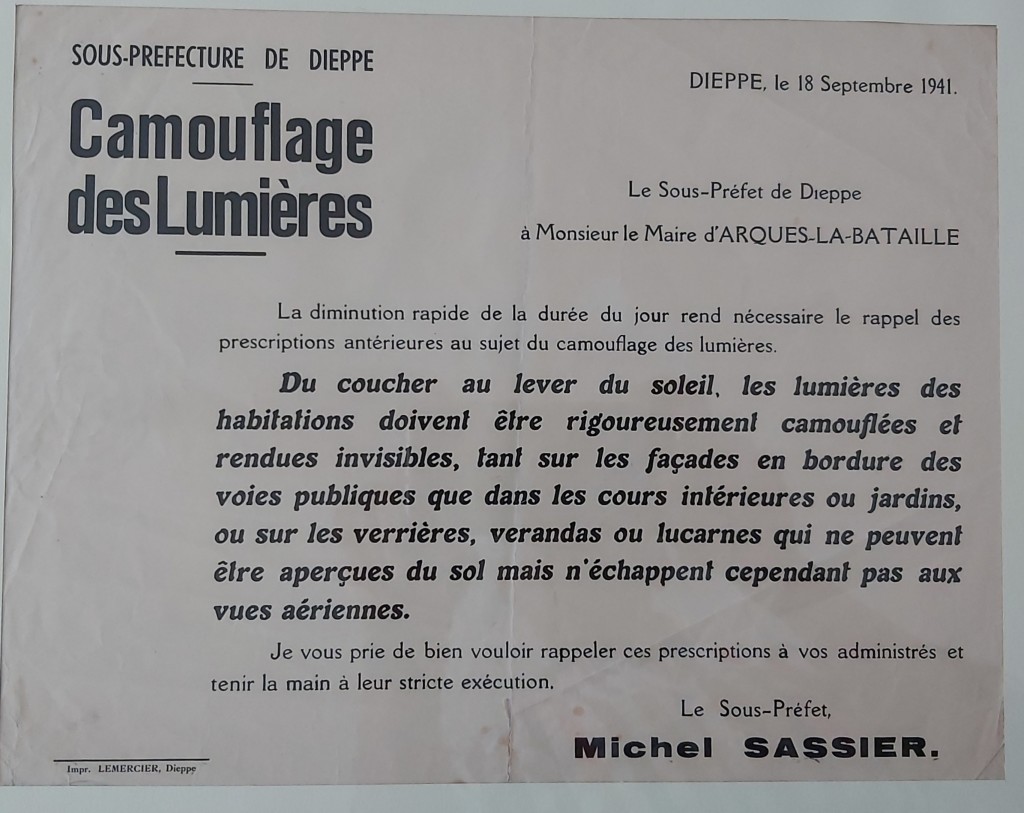 SOUS-PREFECTURE DE DIEPPE
Camouflage
des Lumières
DIEPPE, le 18 Septembre 1941.
Le Sous-Préfet de Dieppe
à Monsieur le Maire d'ARQUES-LA-BATAILLE
La diminution rapide de la durée du jour rend nécessaire le rappel des
prescriptions antérieures au sujet du camouflage des lumières.
Du coucher au lever du soleil, les lumières des
habitations doivent être rigoureusement camouflées et
rendues invisibles, tant sur les façades en bordure des
voies publiques que dans les cours intérieures ou jardins,
ou sur les verrières, verandas ou lucarnes qui ne peuvent
être aperçues du sol mais n'échappent cependant pas aux
vues aériennes.
Je vous prie de bien vouloir rappeler ces prescriptions à vos administrés et
tenir la main à leur stricte exécution.
Le Sous-Préfet,
Michel SASSIER.
Impr. LEMERCIER, Dieppe